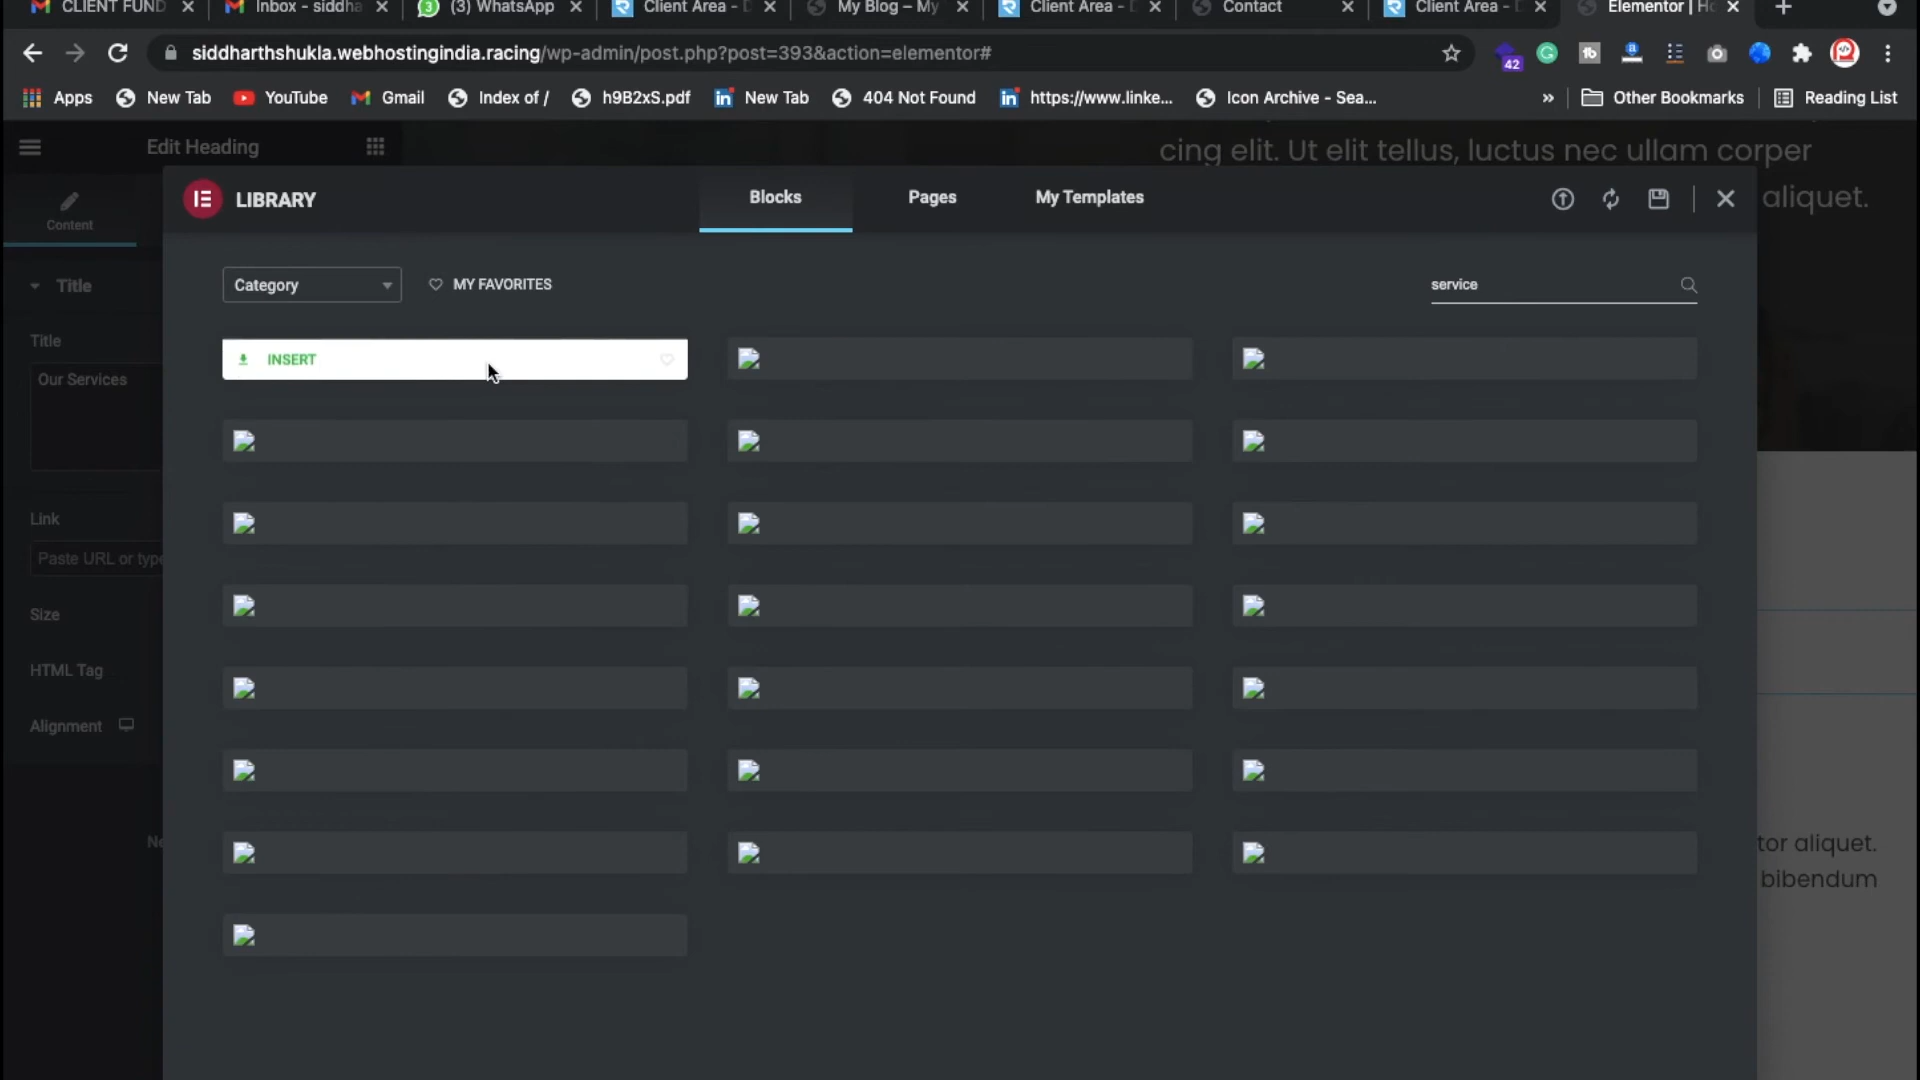 CLIENT FUND
Inbox - siddha
(3) WhatsApp
Client Area - D
My Blog – My
Client Area - D
Contact
Client Area - D
Elementor | Ho
siddharthshukla.webhostingindia.racing/wp-admin/post.php?post=393&action=elementor#
42
Apps
New Tab
YouTube
Gmail
Index of /
h9B2xS.pdf
New Tab
404 Not Found
https://www.linke...
Icon Archive - Sea...
»
Other Bookmarks
Reading List
Edit Heading
cing elit. Ut elit tellus, luctus nec ullam corper
aliquet.
LIBRARY
Blocks
Pages
My Templates
Content
Category
MY FAVORITES
service
Title
Title
Our Services
INSERT
Link
Paste URL or type
Size
HTML Tag
Alignment
Ne
tor aliquet.
bibendum